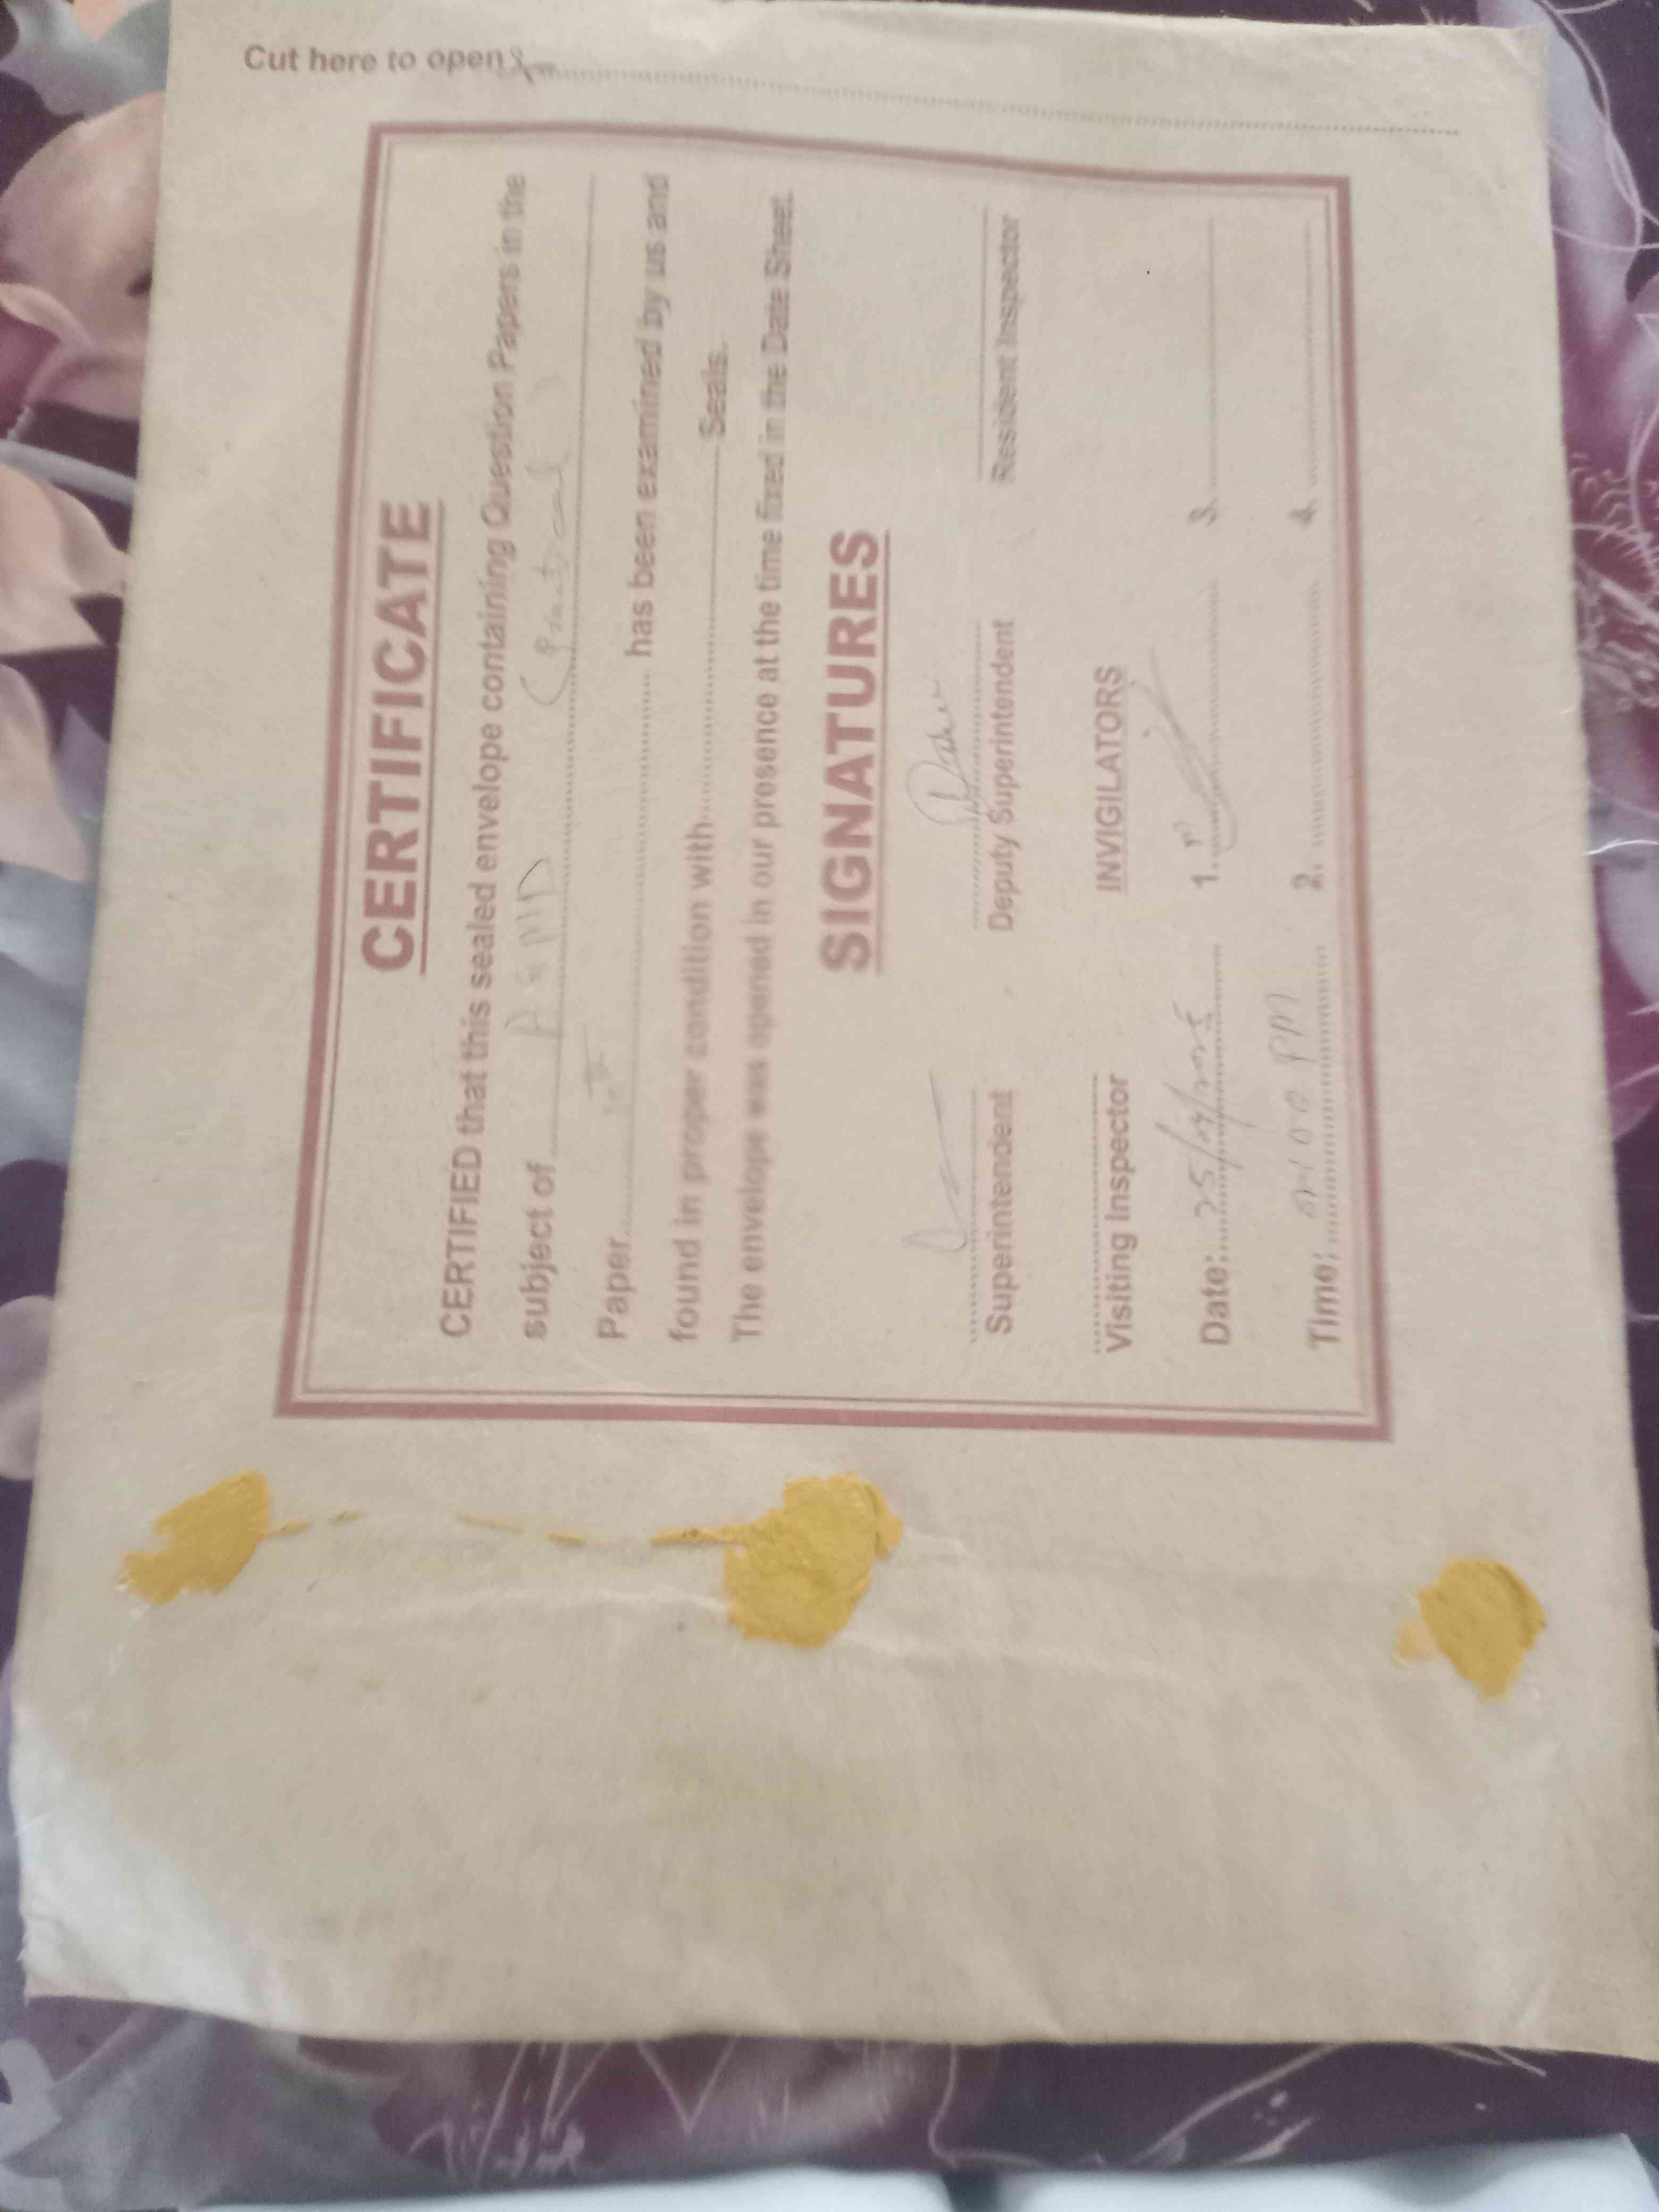 Cut here to open
CERTIFICATE
CERTIFIED that this sealed envelope containing Question Papers in the
subject of (Practical)
Paper has been examined by us and
found in proper condition with Seals.
The envelope was opened in our presence at the time fixed in the Date Sheet.
SIGNATURES
Superintendent Deputy Superintendent Resident Inspector
Visiting Inspector INVIGILATORS
Date: 1. 3.
Time: PM 2. 4.